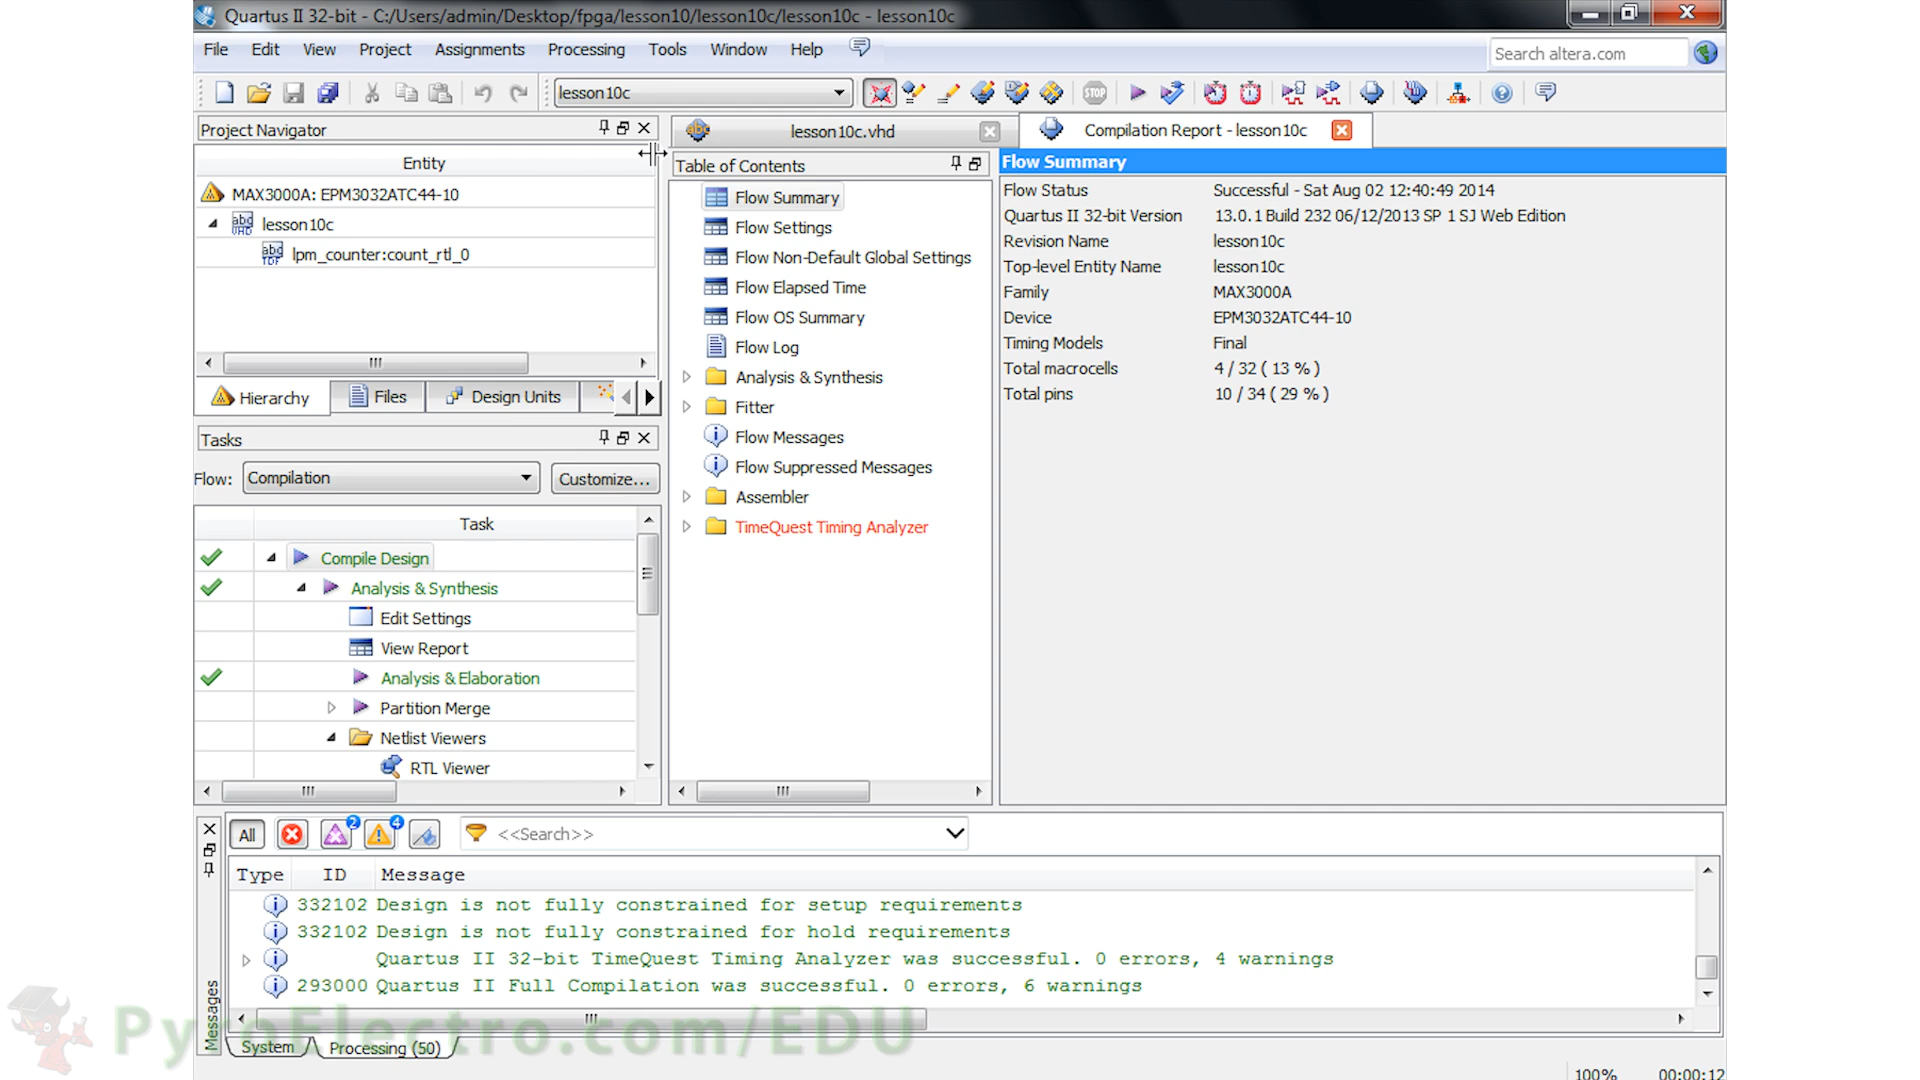 Quartus II 32-bit - C:/Users/admin/Desktop/fpga/lesson10/lesson10c/lesson10c - lesson10c
File Edit View Project Assignments Processing Tools Window Help
Search altera.com
lesson10c
STOP
Project Navigator
Entity
MAX3000A: EPM3032ATC44-10
lesson10c
lpm_counter:count_rtl_0
Hierarchy Files Design Units
Tasks
Flow: Compilation Customize...
Task
Compile Design
Analysis & Synthesis
Edit Settings
View Report
Analysis & Elaboration
Partition Merge
Netlist Viewers
RTL Viewer
lesson10c.vhd
Compilation Report - lesson10c
Table of Contents
Flow Summary
Flow Settings
Flow Non-Default Global Settings
Flow Elapsed Time
Flow OS Summary
Flow Log
Analysis & Synthesis
Fitter
Flow Messages
Flow Suppressed Messages
Assembler
TimeQuest Timing Analyzer
Flow Summary
Flow Status Successful - Sat Aug 02 12:40:49 2014
Quartus II 32-bit Version 13.0.1 Build 232 06/12/2013 SP 1 SJ Web Edition
Revision Name lesson10c
Top-level Entity Name lesson10c
Family MAX3000A
Device EPM3032ATC44-10
Timing Models Final
Total macrocells 4 / 32 ( 13 % )
Total pins 10 / 34 ( 29 % )
All 2 4 <<Search>>
Type ID Message
332102 Design is not fully constrained for setup requirements
332102 Design is not fully constrained for hold requirements
Quartus II 32-bit TimeQuest Timing Analyzer was successful. 0 errors, 4 warnings
293000 Quartus II Full Compilation was successful. 0 errors, 6 warnings
Messages
System Processing (50)
PyroElectro.com/EDU
100% 00:00:12